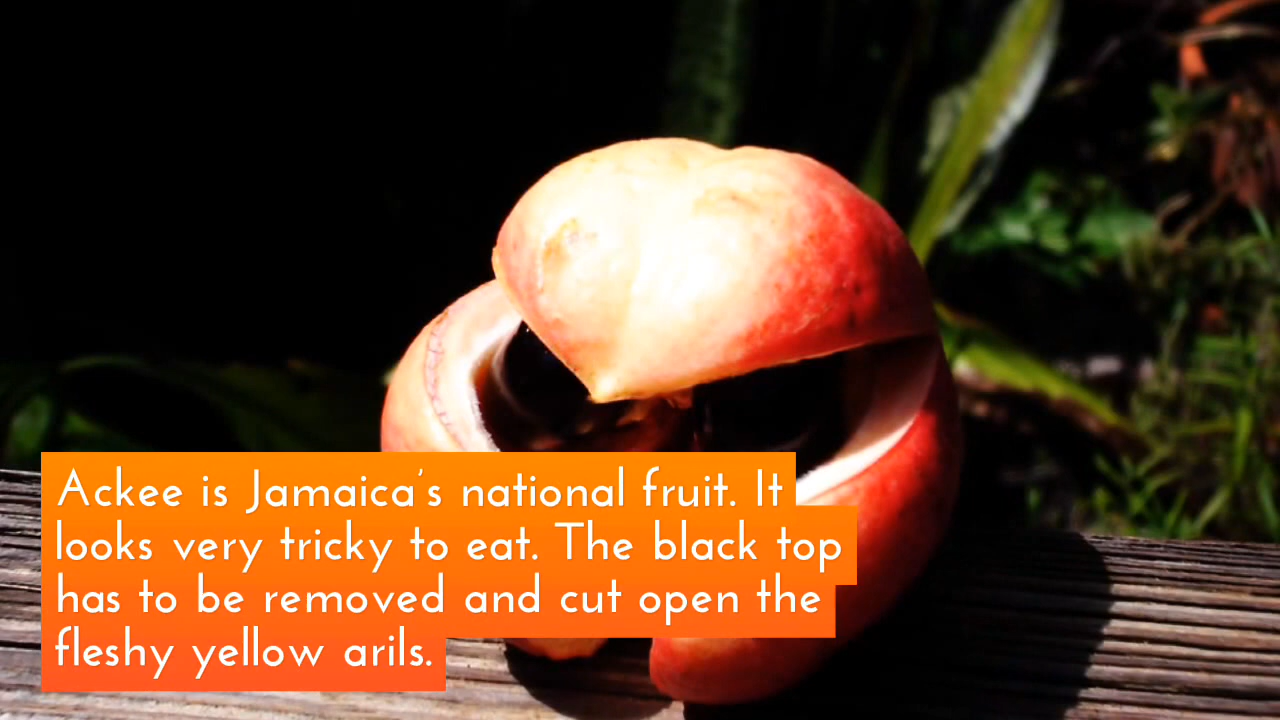 Ackee is Jamaica's national fruit. It
looks very tricky to eat. The black top
has to be removed and cut open the
fleshy yellow arils.